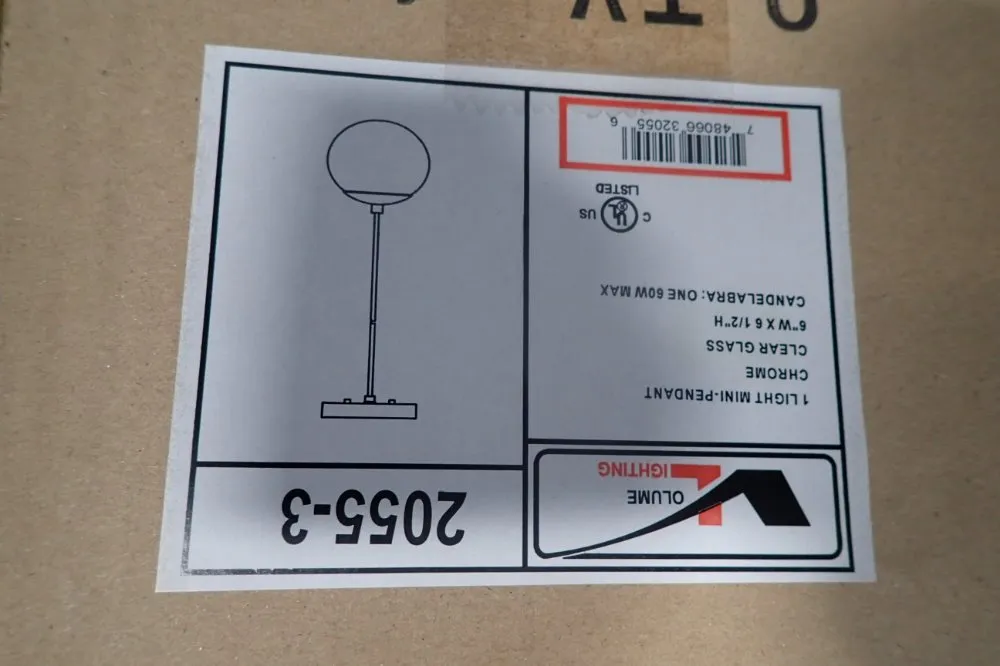 VOLUME
LIGHTING
2055-3
1 LIGHT MINI-PENDANT
CHROME
CLEAR GLASS
6"W X 6 1/2"H
CANDELABRA: ONE 60W MAX
C UL US
LISTED
7 48066 32055 6